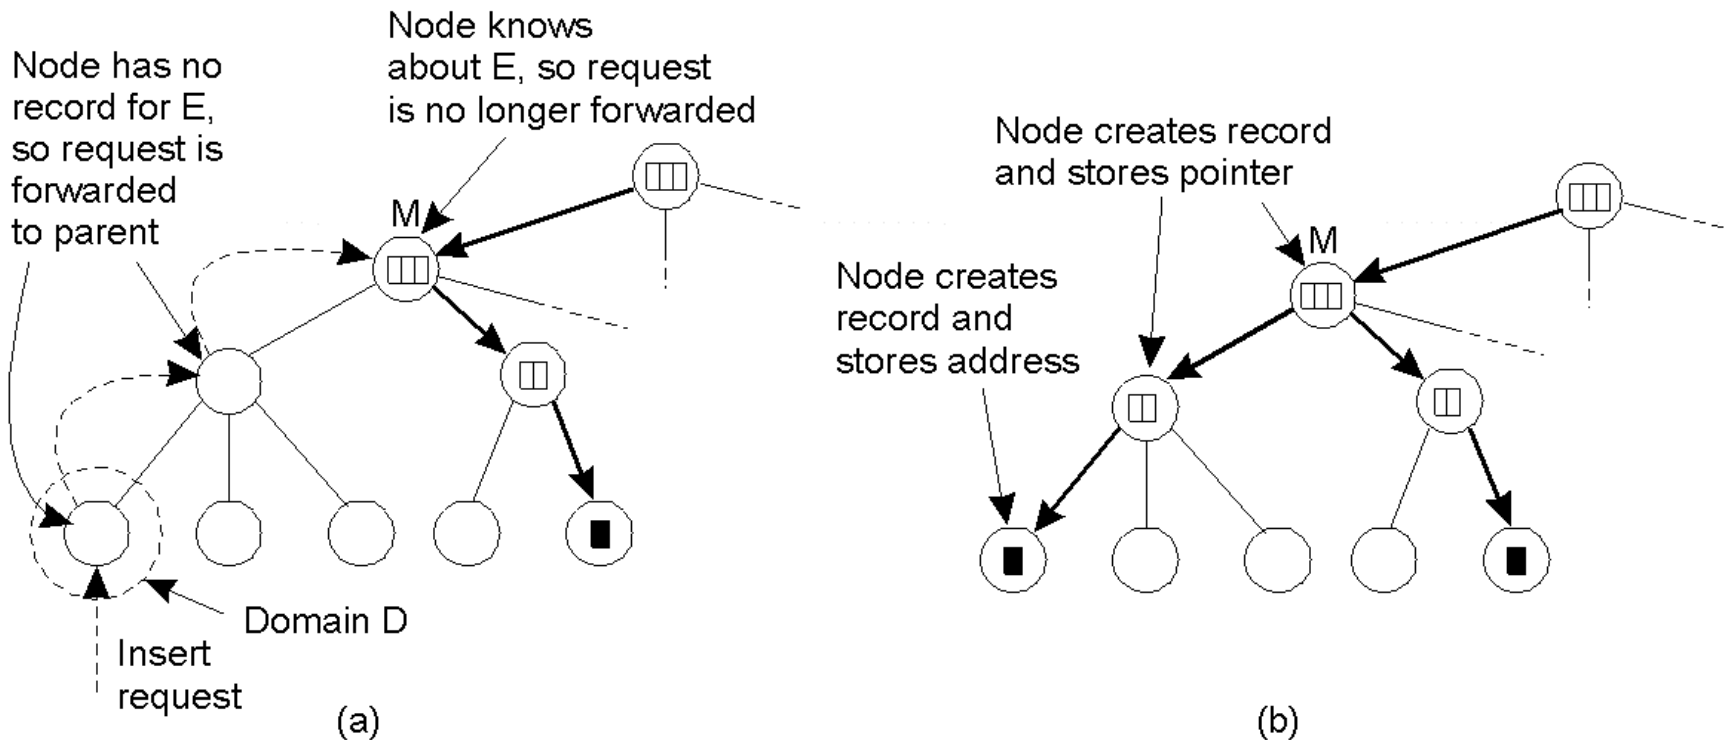 Node has no
record for E,
so request is
forwarded
to parent
Node knows
about E, so request
is no longer forwarded
M
Domain D
Insert
request
(a)
Node creates record
and stores pointer
M
Node creates
record and
stores address
(b)